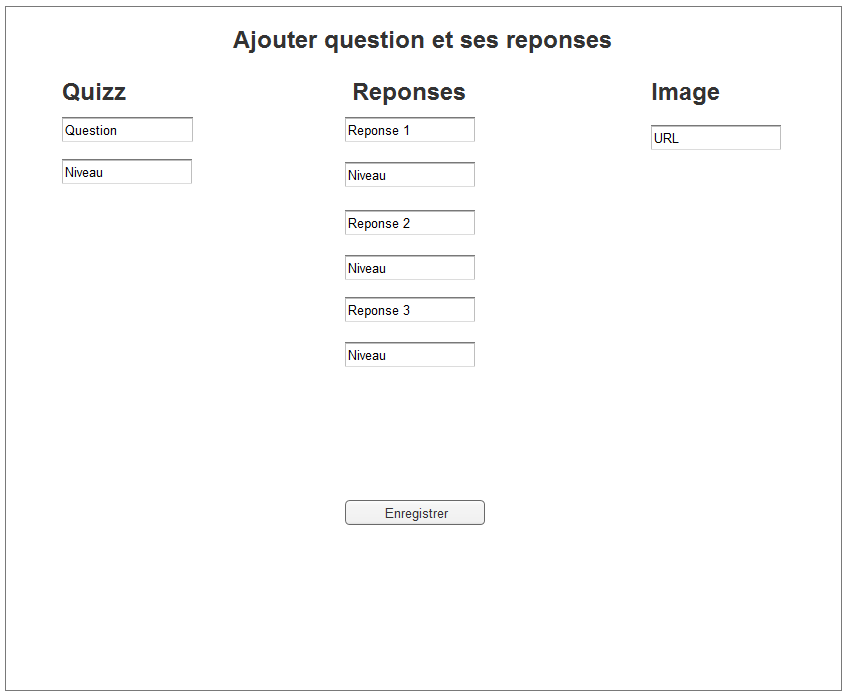 Ajouter question et ses reponses
Quizz
Question
Niveau
Reponses
Reponse 1
Niveau
Reponse 2
Niveau
Reponse 3
Niveau
Image
URL
Enregistrer